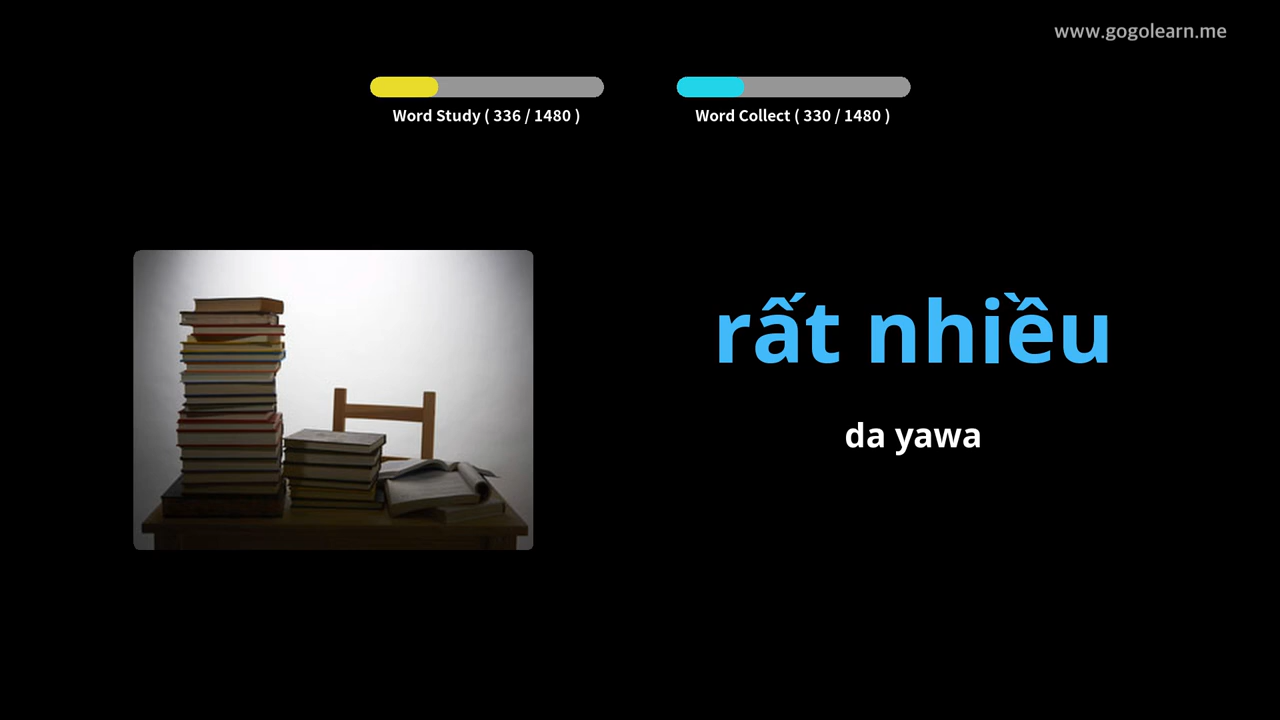 www.gogolearn.me
Word Study ( 336 / 1480 )
Word Collect ( 330 / 1480 )
rất nhiều
da yawa